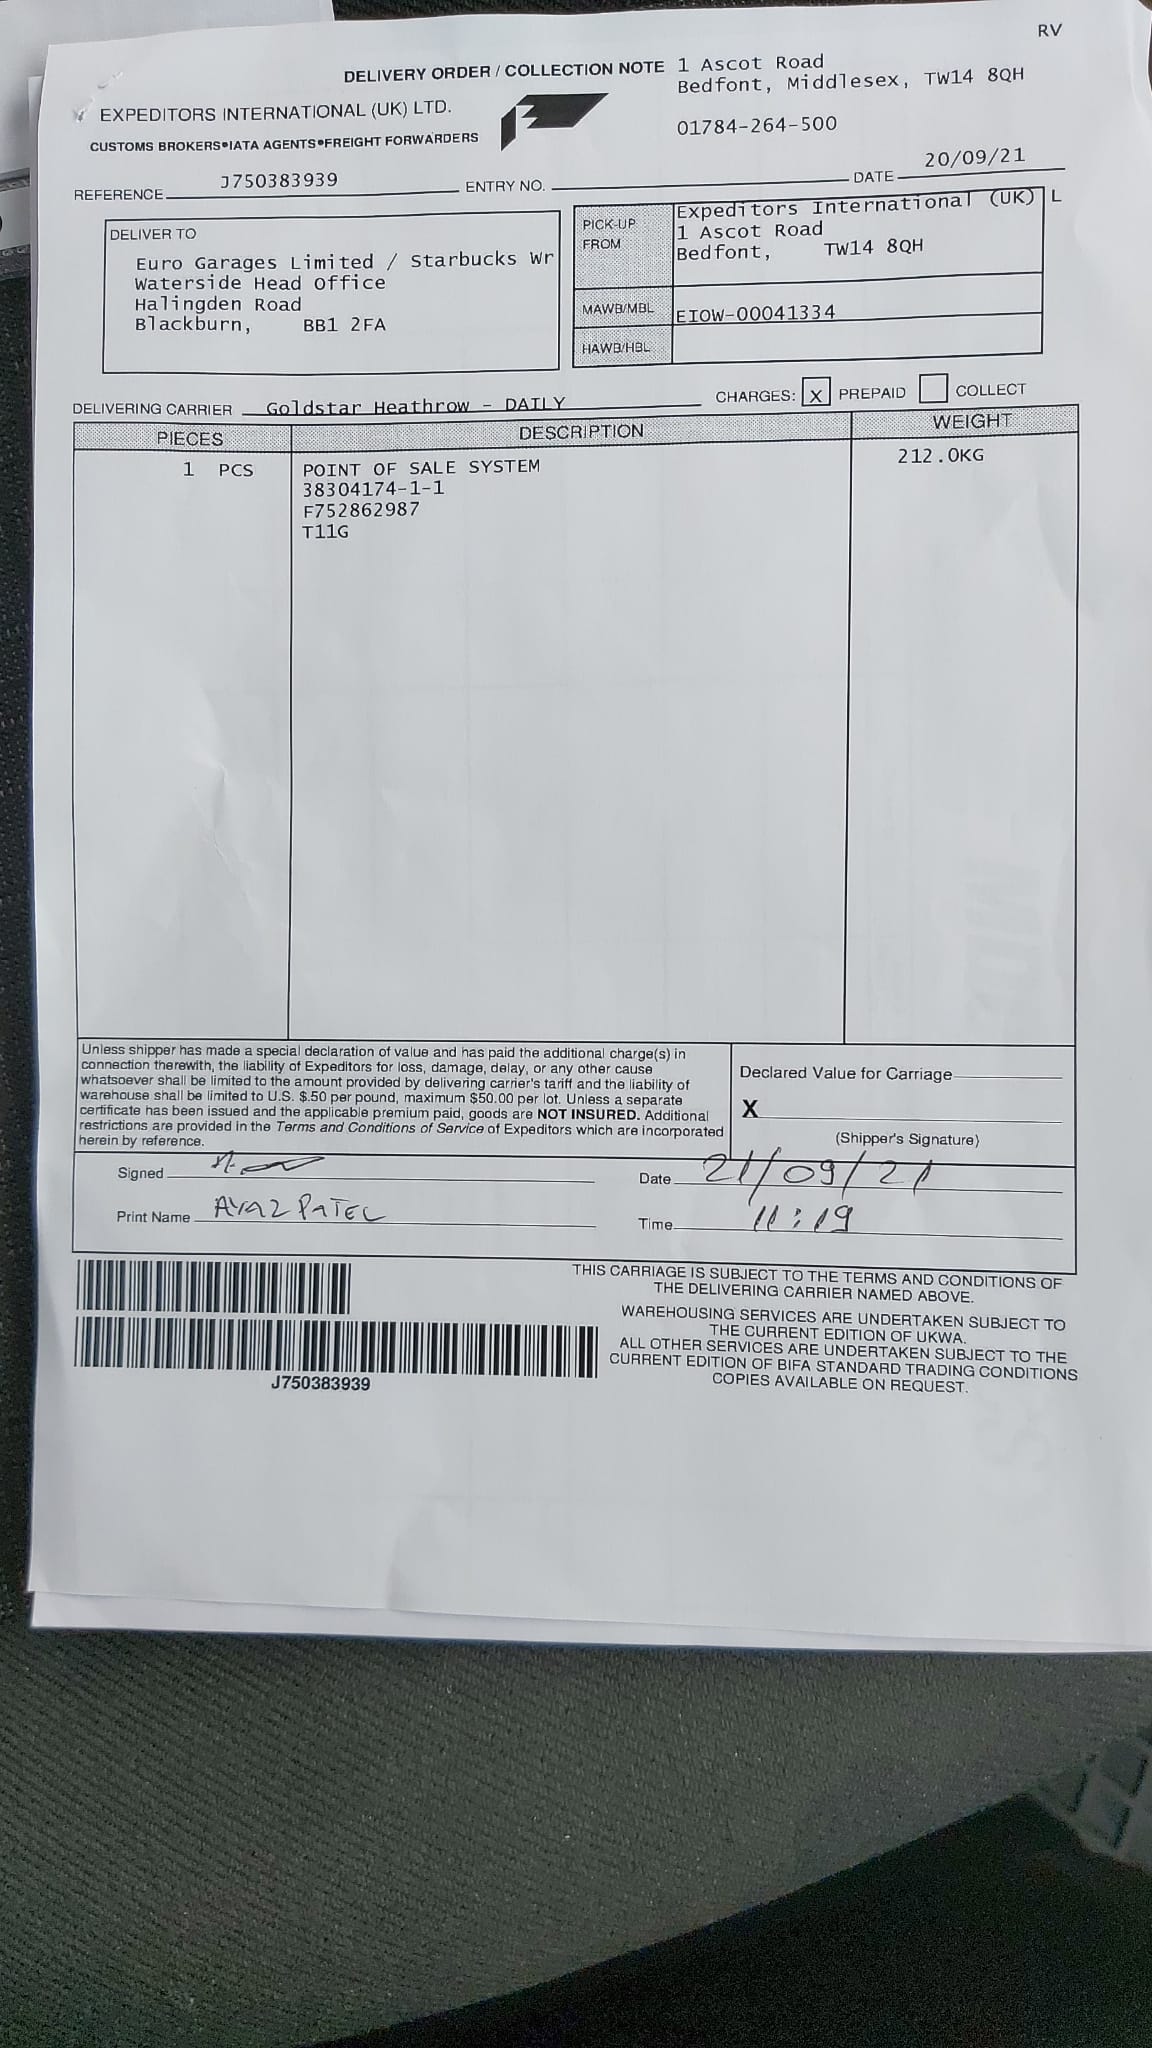 RV
DELIVERY ORDER / COLLECTION NOTE 1 Ascot Road
Bedfont, Middlesex, TW14 8QH
EXPEDITORS INTERNATIONAL (UK) LTD.
CUSTOMS BROKERS•IATA AGENTS•FREIGHT FORWARDERS
01784-264-500
REFERENCE J750383939 ENTRY NO. DATE 20/09/21
DELIVER TO
Euro Garages Limited / Starbucks Wr
Waterside Head Office
Halingden Road
Blackburn, BB1 2FA
PICK-UP FROM
Expeditors International (UK) L
1 Ascot Road
Bedfont, TW14 8QH
MAWB/MBL EIOW-00041334
HAWB/HBL
DELIVERING CARRIER Goldstar Heathrow - DAILY CHARGES: X PREPAID COLLECT
PIECES DESCRIPTION WEIGHT
1 PCS POINT OF SALE SYSTEM 212.0KG
38304174-1-1
F752862987
T11G
Unless shipper has made a special declaration of value and has paid the additional charge(s) in
connection therewith, the liability of Expeditors for loss, damage, delay, or any other cause
whatsoever shall be limited to the amount provided by delivering carrier's tariff and the liability of
warehouse shall be limited to U.S. $.50 per pound, maximum $50.00 per lot. Unless a separate
certificate has been issued and the applicable premium paid, goods are NOT INSURED. Additional
restrictions are provided in the Terms and Conditions of Service of Expeditors which are incorporated
herein by reference.
Declared Value for Carriage
X
(Shipper's Signature)
Signed Date 21/09/21
Print Name AYAZ PATEL Time 11:19
THIS CARRIAGE IS SUBJECT TO THE TERMS AND CONDITIONS OF
THE DELIVERING CARRIER NAMED ABOVE.
WAREHOUSING SERVICES ARE UNDERTAKEN SUBJECT TO
THE CURRENT EDITION OF UKWA.
ALL OTHER SERVICES ARE UNDERTAKEN SUBJECT TO THE
CURRENT EDITION OF BIFA STANDARD TRADING CONDITIONS
COPIES AVAILABLE ON REQUEST.
J750383939